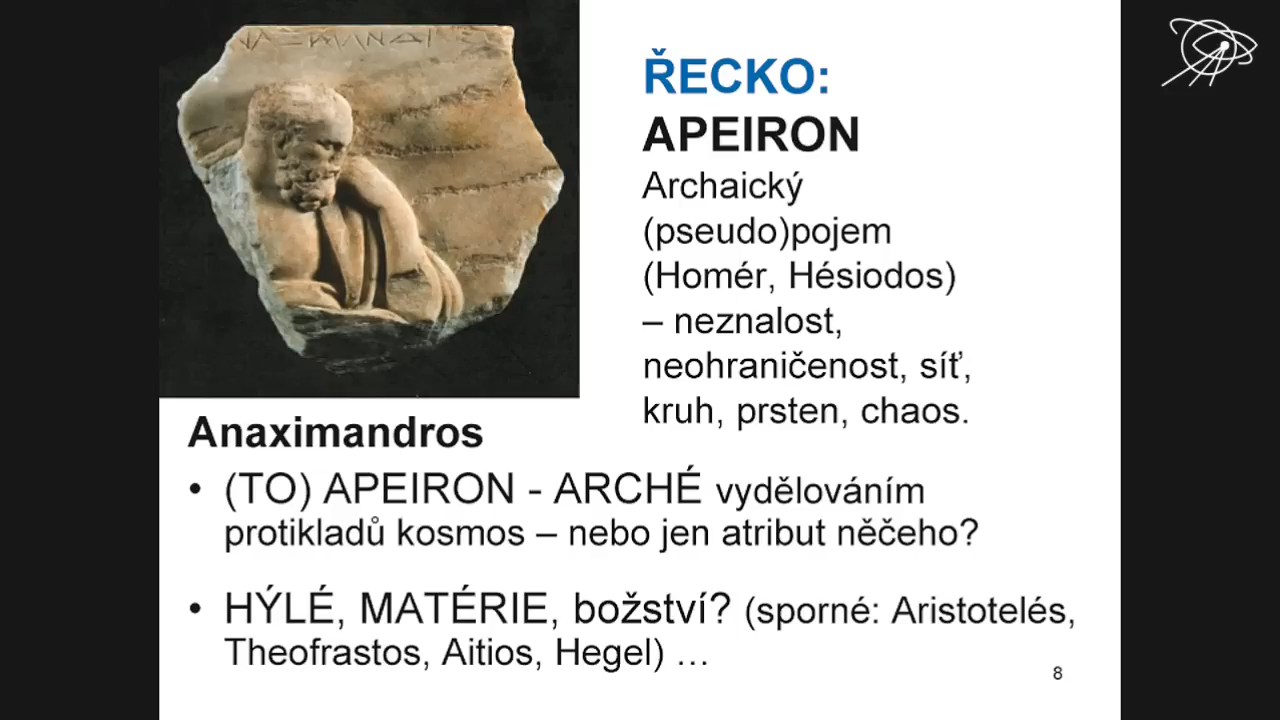 ŘECKO:
APEIRON
Archaický
(pseudo)pojem
(Homér, Hésiodos)
– neznalost,
neohraničenost, síť,
kruh, prsten, chaos.
Anaximandros
• (TO) APEIRON - ARCHÉ vydělováním
protikladů kosmos – nebo jen atribut něčeho?
• HÝLÉ, MATÉRIE, božství? (sporné: Aristotelés,
Theofrastos, Aitios, Hegel) …
8